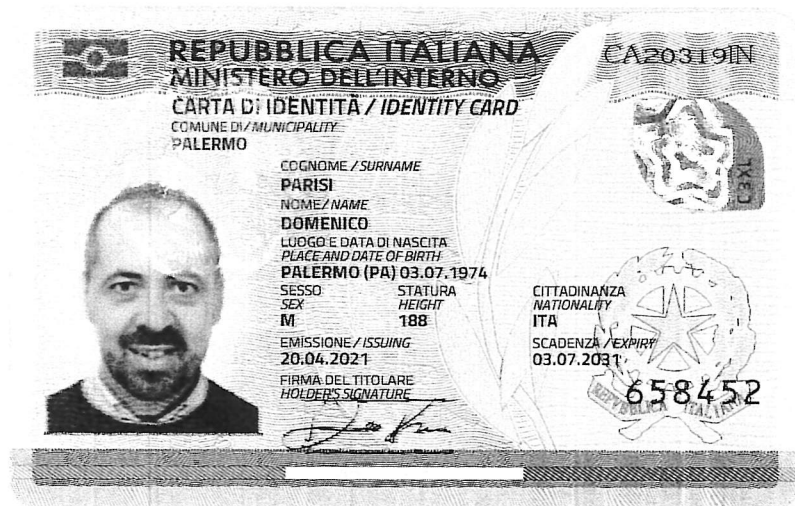 REPUBBLICA ITALIANA
CA20319IN
MINISTERO DELL'INTERNO
CARTA DI IDENTITÀ / IDENTITY CARD
COMUNE DI / MUNICIPALITY
PALERMO
C3XL
COGNOME / SURNAME
PARISI
NOME / NAME
DOMENICO
LUOGO E DATA DI NASCITA
PLACE AND DATE OF BIRTH
PALERMO (PA) 03.07.1974
SESSO STATURA CITTADINANZA
SEX HEIGHT NATIONALITY
M 188 ITA
EMISSIONE / ISSUING SCADENZA / EXPIRY
20.04.2021 03.07.2031
FIRMA DEL TITOLARE
HOLDER'S SIGNATURE
658452
REPVBBLICA ITALIANA